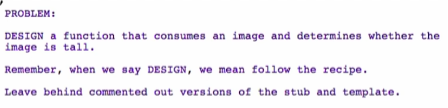 PROBLEM:
DESIGN a function that consumes an image and determines whether the
image is tall.
Remember, when we say DESIGN, we mean follow the recipe.
Leave behind commented out versions of the stub and template.